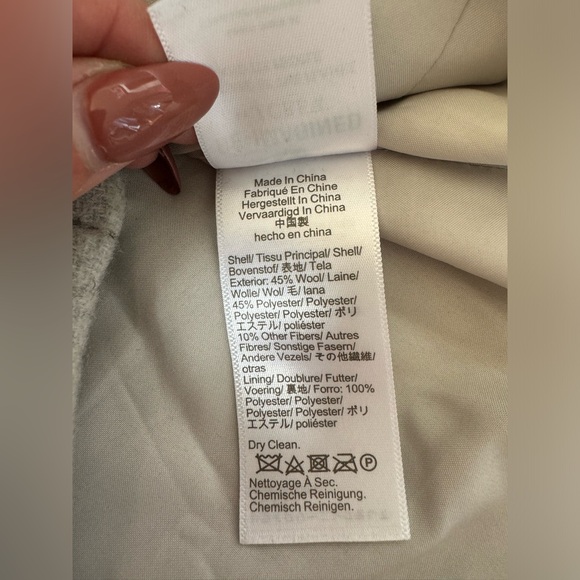 Made In China
Fabriqué En Chine
Hergestellt In China
Vervaardigd In China
中国製
hecho en china
Shell/ Tissu Principal/ Shell/
Bovenstof/ 表地/ Tela
Exterior: 45% Wool/ Laine/
Wolle/ Wol/ 毛/ lana
45% Polyester/ Polyester/
Polyester/ Polyester/ ポリ
エステル/ poliéster
10% Other Fibers/ Autres
Fibres/ Sonstige Fasern/
Andere Vezels/ その他繊維/
otras
Lining/ Doublure/ Futter/
Voering/ 裏地/ Forro: 100%
Polyester/ Polyester/
Polyester/ Polyester/ ポリ
エステル/ poliéster
Dry Clean.
P
Nettoyage À Sec.
Chemische Reinigung.
Chemisch Reinigen.